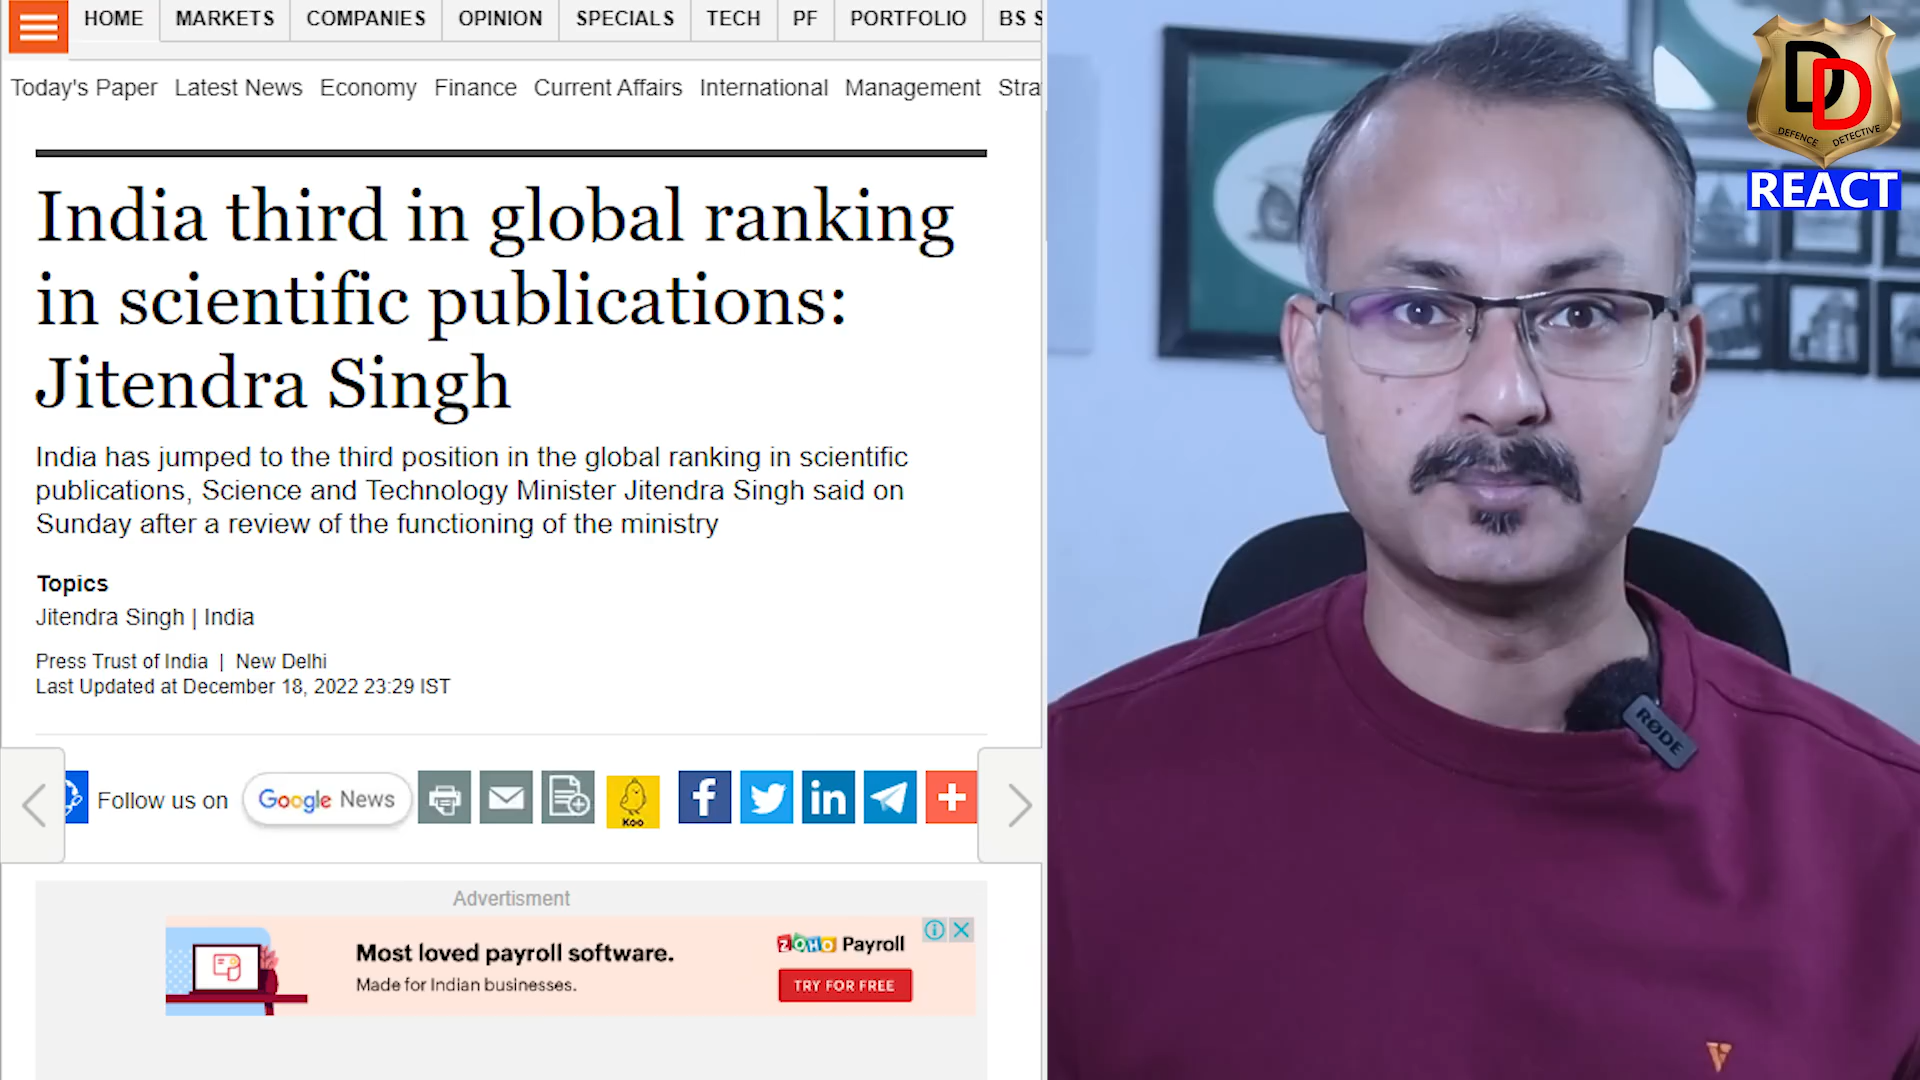 HOME MARKETS COMPANIES OPINION SPECIALS TECH PF PORTFOLIO BS S
Today's Paper Latest News Economy Finance Current Affairs International Management Stra
India third in global ranking
in scientific publications:
Jitendra Singh
India has jumped to the third position in the global ranking in scientific
publications, Science and Technology Minister Jitendra Singh said on
Sunday after a review of the functioning of the ministry
Topics
Jitendra Singh | India
Press Trust of India | New Delhi
Last Updated at December 18, 2022 23:29 IST
Follow us on Google News
Koo
Advertisment
Most loved payroll software.
Made for Indian businesses.
ZOHO Payroll
TRY FOR FREE
DD
DEFENCE DETECTIVE
REACT
RØDE